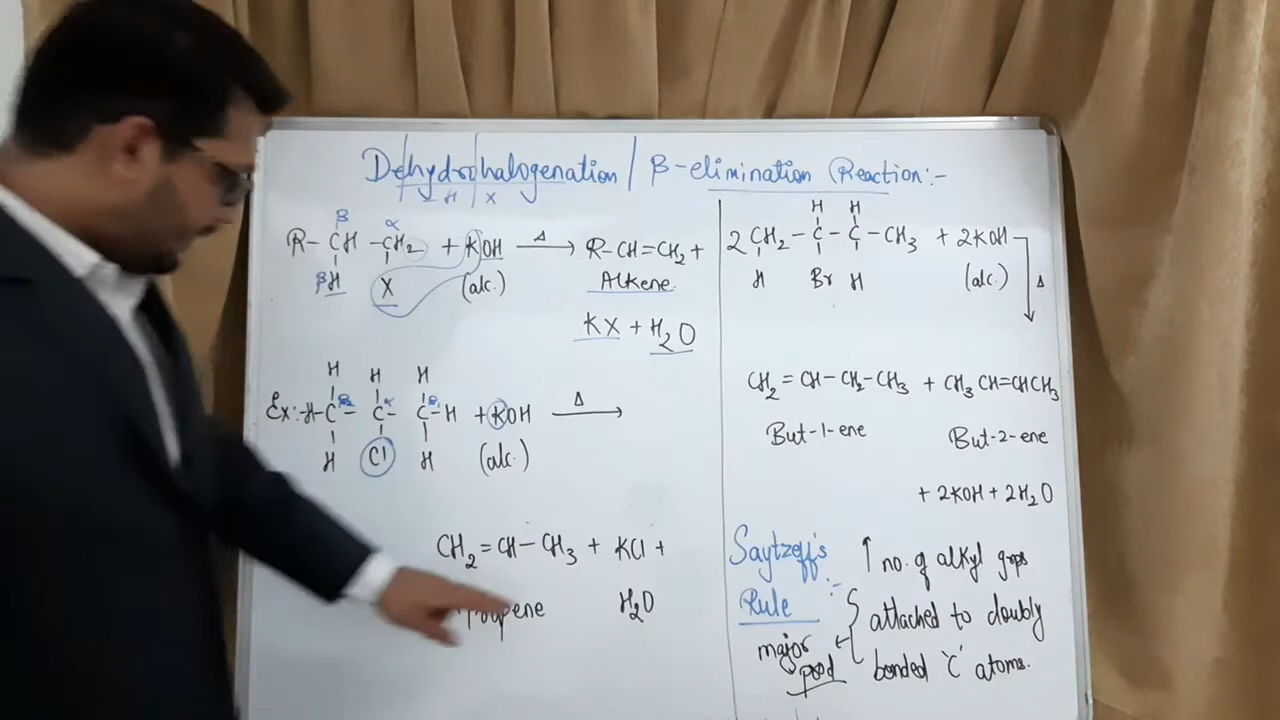 Dehydrohalogenation / β-elimination Reaction:-
H X
β α
R- CH -CH2 + KOH Δ → R-CH=CH2 +
βH X (alc.) Alkene
KX + H2O
H H H
Ex:- H-C- C- C-H + KOH Δ →
β α β
H Cl H (alc.)
CH2 = CH- CH3 + KCl +
H2O
H H
2 CH2 - C - C -CH3 + 2KOH
H Br H (alc.) Δ
CH2 = CH-CH2-CH3 + CH3 CH=CHCH3
But-1-ene But-2-ene
+ 2KOH + 2H2O
Saytzeff's Rule :-
↑ no. of alkyl grps
attached to doubly
bonded 'C' atoms.
major prod